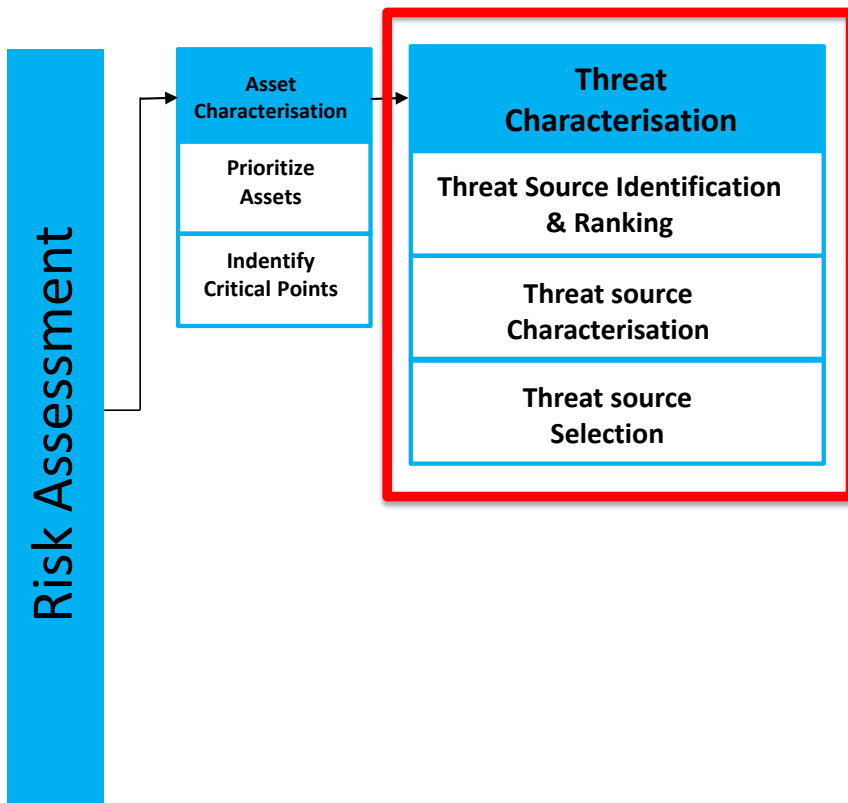 Risk Assessment
Asset
Characterisation
Prioritize
Assets
Indentify
Critical Points
Threat
Characterisation
Threat Source Identification
& Ranking
Threat source
Characterisation
Threat source
Selection